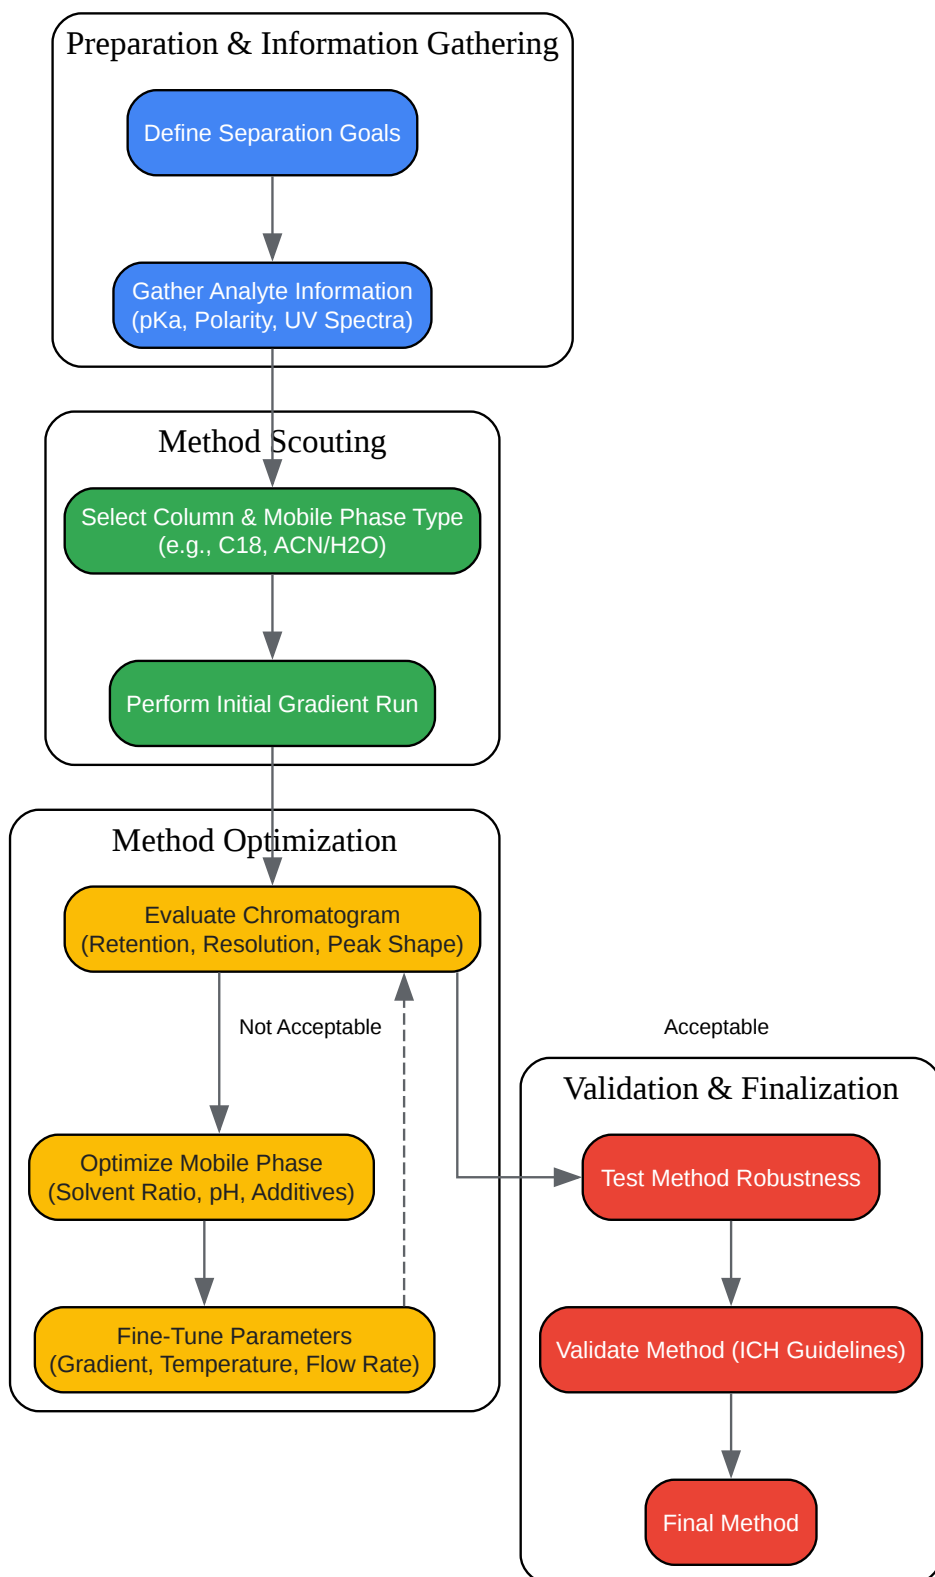 Preparation & Information Gathering
Define Separation Goals
Gather Analyte Information
(pKa, Polarity, UV Spectra)
Method Scouting
Select Column & Mobile Phase Type
(e.g., C18, ACN/H2O)
Perform Initial Gradient Run
Method Optimization
Evaluate Chromatogram
(Retention, Resolution, Peak Shape)
Not Acceptable
Acceptable
Optimize Mobile Phase
(Solvent Ratio, pH, Additives)
Fine-Tune Parameters
(Gradient, Temperature, Flow Rate)
Validation & Finalization
Test Method Robustness
Validate Method (ICH Guidelines)
Final Method